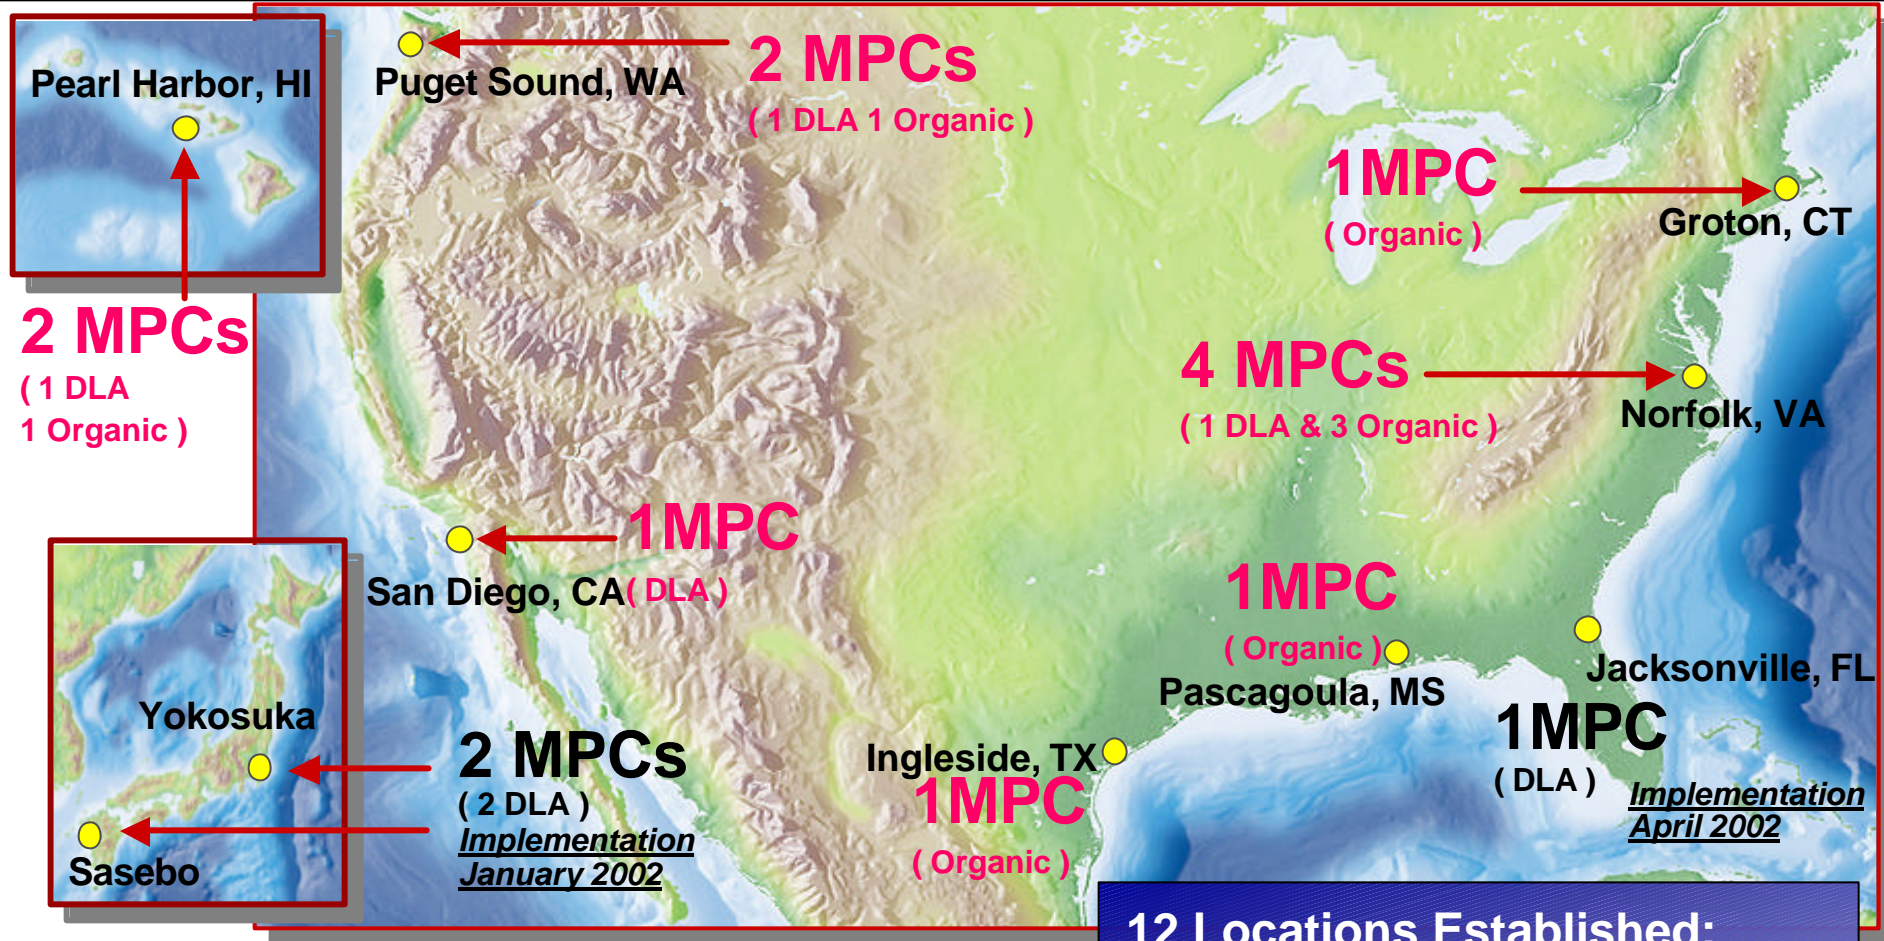 Pearl Harbor, HI
2 MPCs
( 1 DLA
1 Organic )
Puget Sound, WA
2 MPCs
( 1 DLA 1 Organic )
1MPC
( Organic )
Groton, CT
4 MPCs
( 1 DLA & 3 Organic )
Norfolk, VA
1MPC
San Diego, CA( DLA )
1MPC
( Organic )
Pascagoula, MS
Jacksonville, FL
1MPC
( DLA )
Implementation
April 2002
Ingleside, TX
1MPC
( Organic )
Yokosuka
Sasebo
2 MPCs
( 2 DLA )
Implementation
January 2002
12 Locations Established: